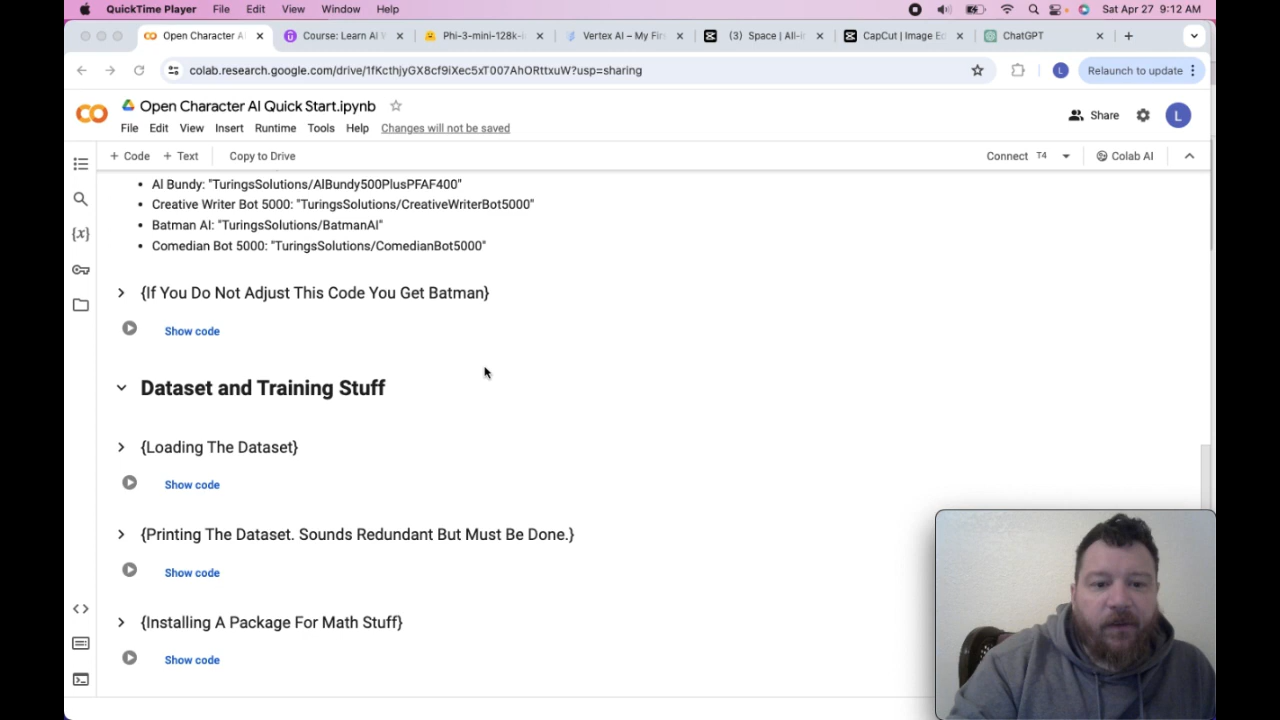 QuickTime Player File Edit View Window Help Sat Apr 27 9:12 AM
Open Character AI Course: Learn AI W Phi-3-mini-128k-i Vertex AI – My Firs (3) Space | All-i CapCut | Image Ed ChatGPT
colab.research.google.com/drive/1fKcthjyGX8cf9iXec5xT007AhORttxuW?usp=sharing L Relaunch to update
CO Open Character AI Quick Start.ipynb
File Edit View Insert Runtime Tools Help Changes will not be saved Share L
+ Code + Text Copy to Drive Connect T4 Colab AI
• Al Bundy: "TuringsSolutions/AlBundy500PlusPFAF400"
• Creative Writer Bot 5000: "TuringsSolutions/CreativeWriterBot5000"
• Batman AI: "TuringsSolutions/BatmanAI"
• Comedian Bot 5000: "TuringsSolutions/ComedianBot5000"
{x}
{If You Do Not Adjust This Code You Get Batman}
Show code
Dataset and Training Stuff
{Loading The Dataset}
Show code
{Printing The Dataset. Sounds Redundant But Must Be Done.}
Show code
{Installing A Package For Math Stuff}
Show code